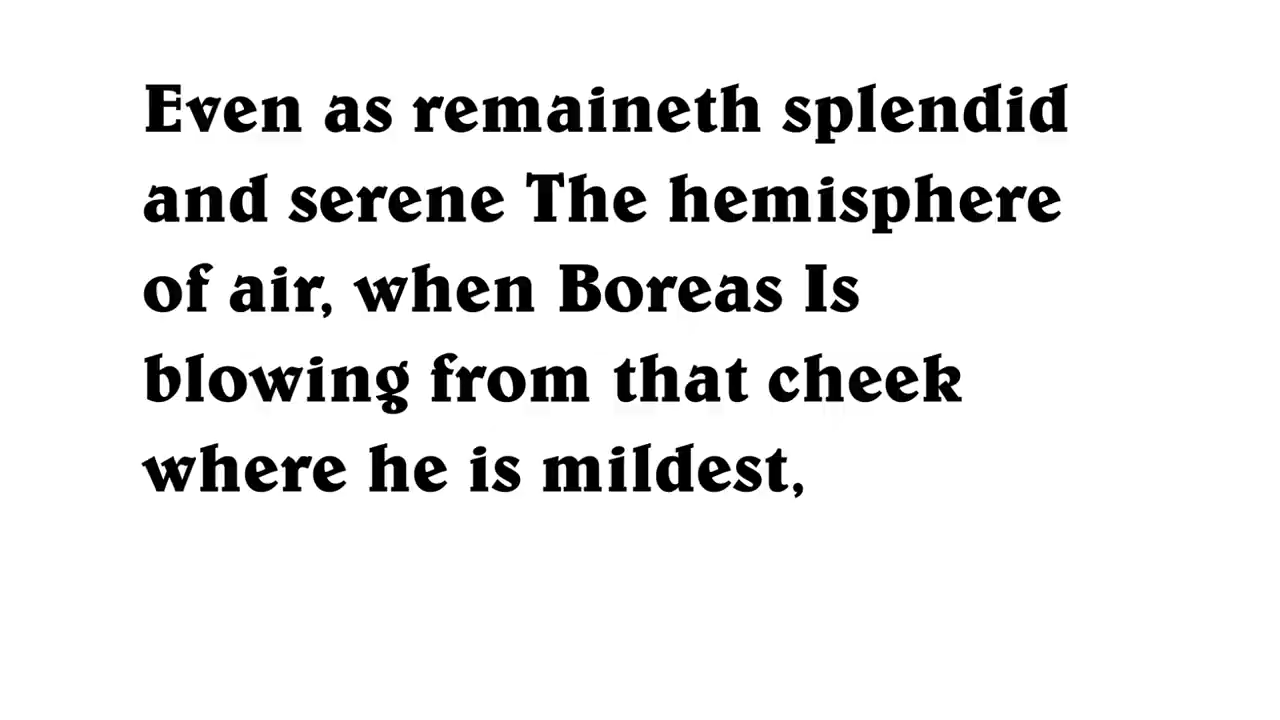 Even as remaineth splendid
and serene The hemisphere
of air, when Boreas Is
blowing from that cheek
where he is mildest,